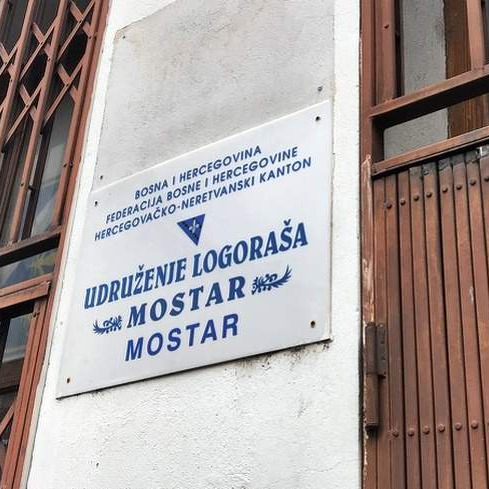 BOSNA I HERCEGOVINA
FEDERACIJA BOSNE I HERCEGOVINE
HERCEGOVAČKO-NERETVANSKI KANTON
UDRUŽENJE LOGORAŠA
MOSTAR
MOSTAR